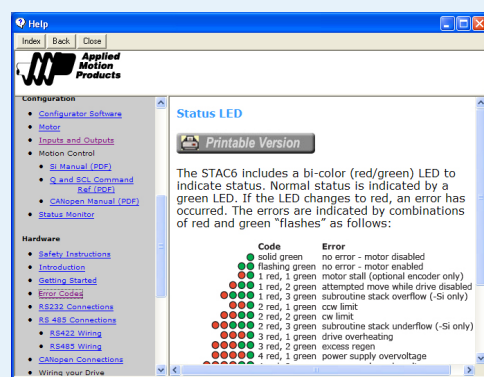 Help
Index Back Close
Applied
Motion
Products
Configuration
Configurator Software
Motor
Inputs and Outputs
Motion Control
Si Manual (PDF)
Q and SCL Command
Ref (PDF)
CANopen Manual (PDF)
Status Monitor
Hardware
Safety Instructions
Introduction
Getting Started
Error Codes
RS232 Connections
RS 485 Connections
RS422 Wiring
RS485 Wiring
CANopen Connections
Wiring your Drive
Status LED
Printable Version
The STAC6 includes a bi-color (red/green) LED to
indicate status. Normal status is indicated by a
green LED. If the LED changes to red, an error has
occurred. The errors are indicated by combinations
of red and green “flashes” as follows:
Code Error
solid green no error - motor disabled
flashing green no error - motor enabled
1 red, 1 green motor stall (optional encoder only)
1 red, 2 green attempted move while drive disabled
1 red, 3 green subroutine stack overflow (-Si only)
2 red, 1 green ccw limit
2 red, 2 green cw limit
2 red, 3 green subroutine stack underflow (-Si only)
3 red, 1 green drive overheating
3 red, 2 green excess regen
4 red, 1 green power supply overvoltage